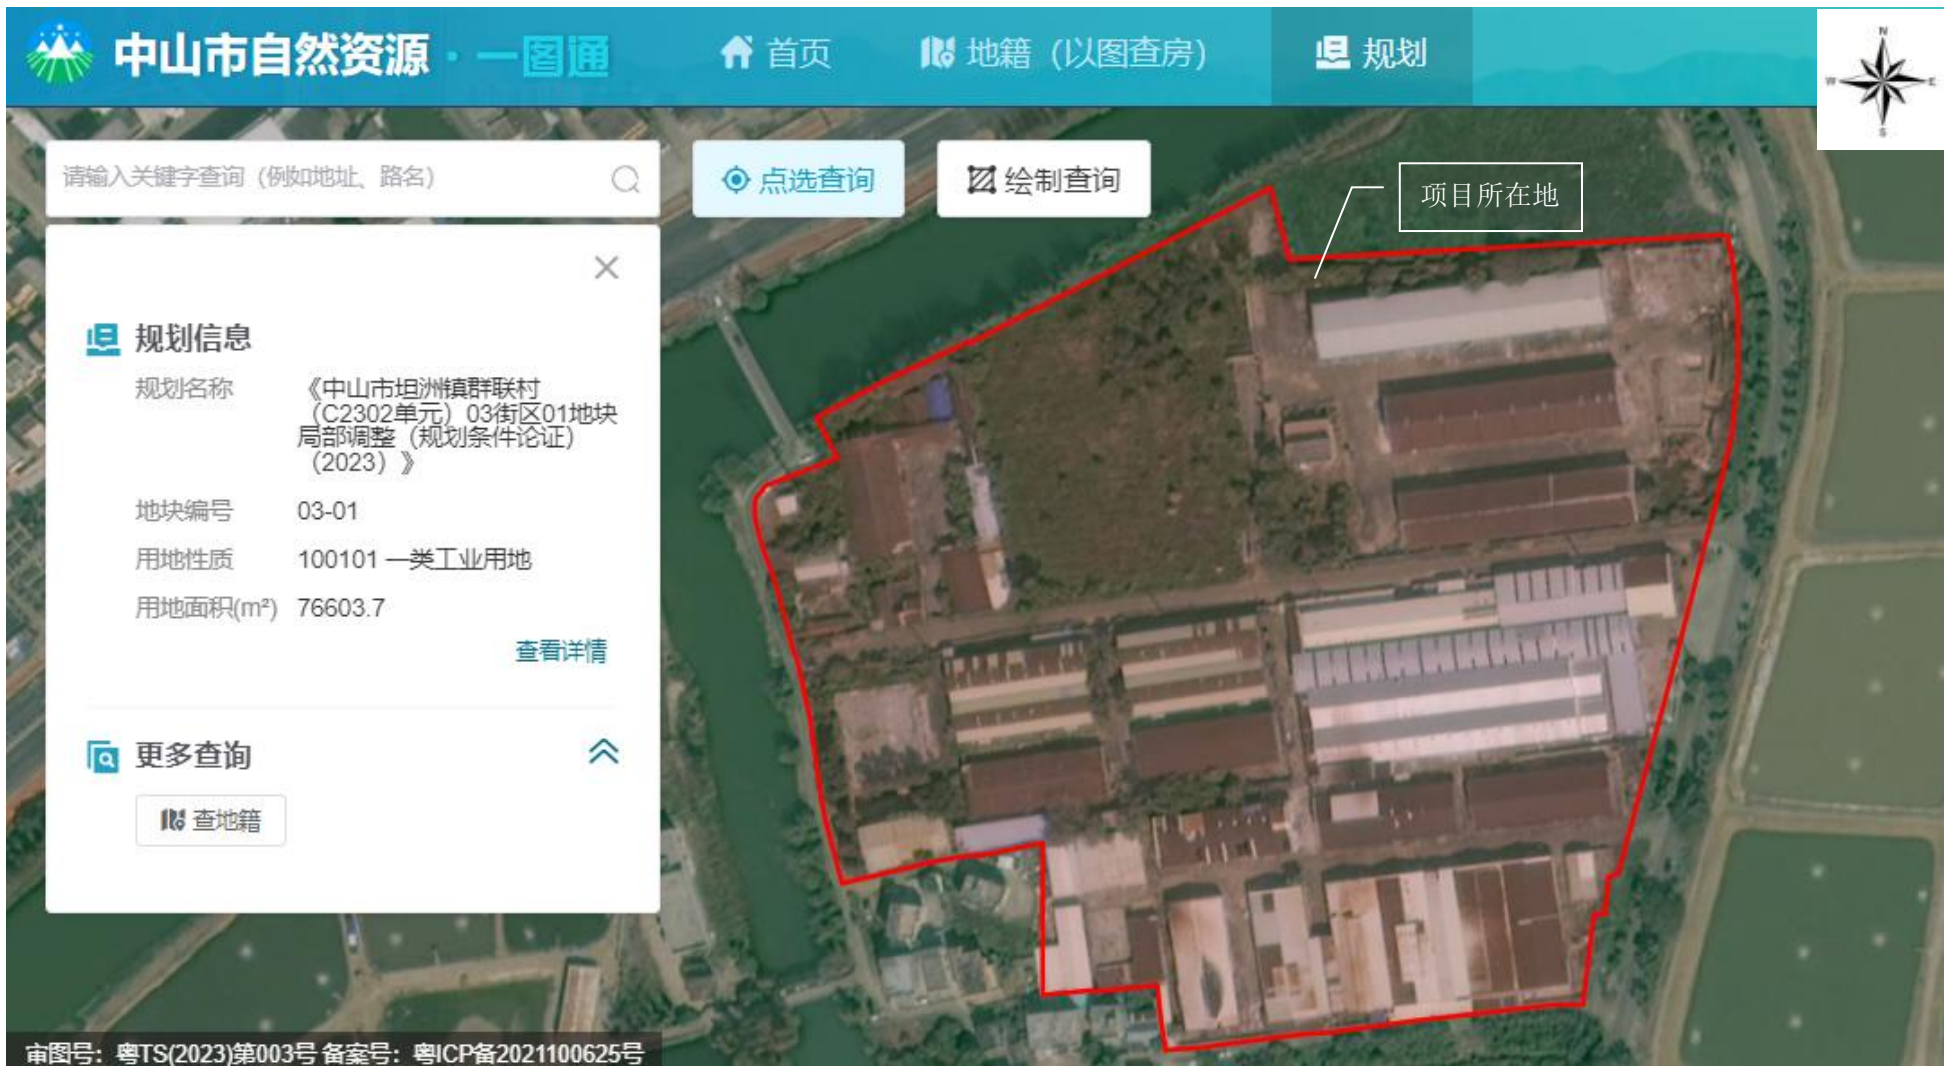 中山市自然资源·一图通
首页
地籍（以图查房）
规划
N
W
E
S
请输入关键字查询（例如地址、路名）
点选查询
绘制查询
项目所在地
规划信息
规划名称
《中山市坦洲镇群联村
（C2302单元）03街区01地块
局部调整（规划条件论证）
（2023）》
地块编号
03-01
用地性质
100101 一类工业用地
用地面积(m²)
76603.7
查看详情
更多查询
查地籍
审图号：粤TS(2023)第003号 备案号：粤ICP备2021100625号